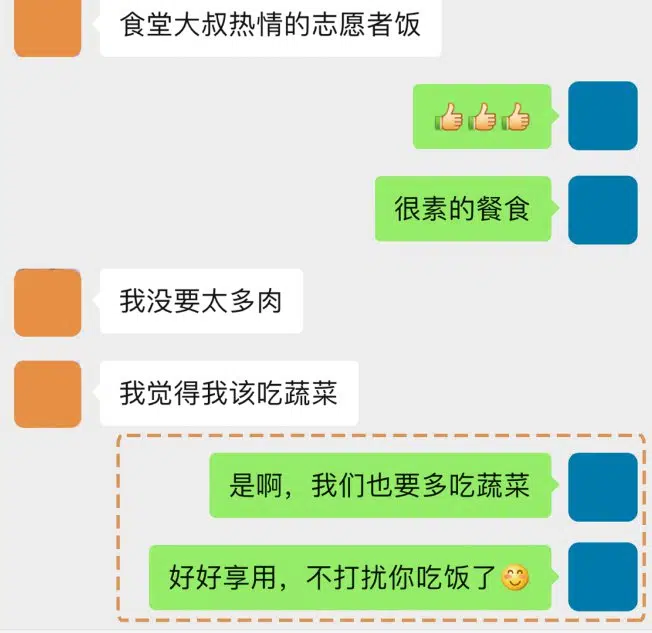 食堂大叔热情的志愿者饭
👍👍👍
很素的餐食
我没要太多肉
我觉得我该吃蔬菜
是啊，我们也要多吃蔬菜
好好享用，不打扰你吃饭了😊